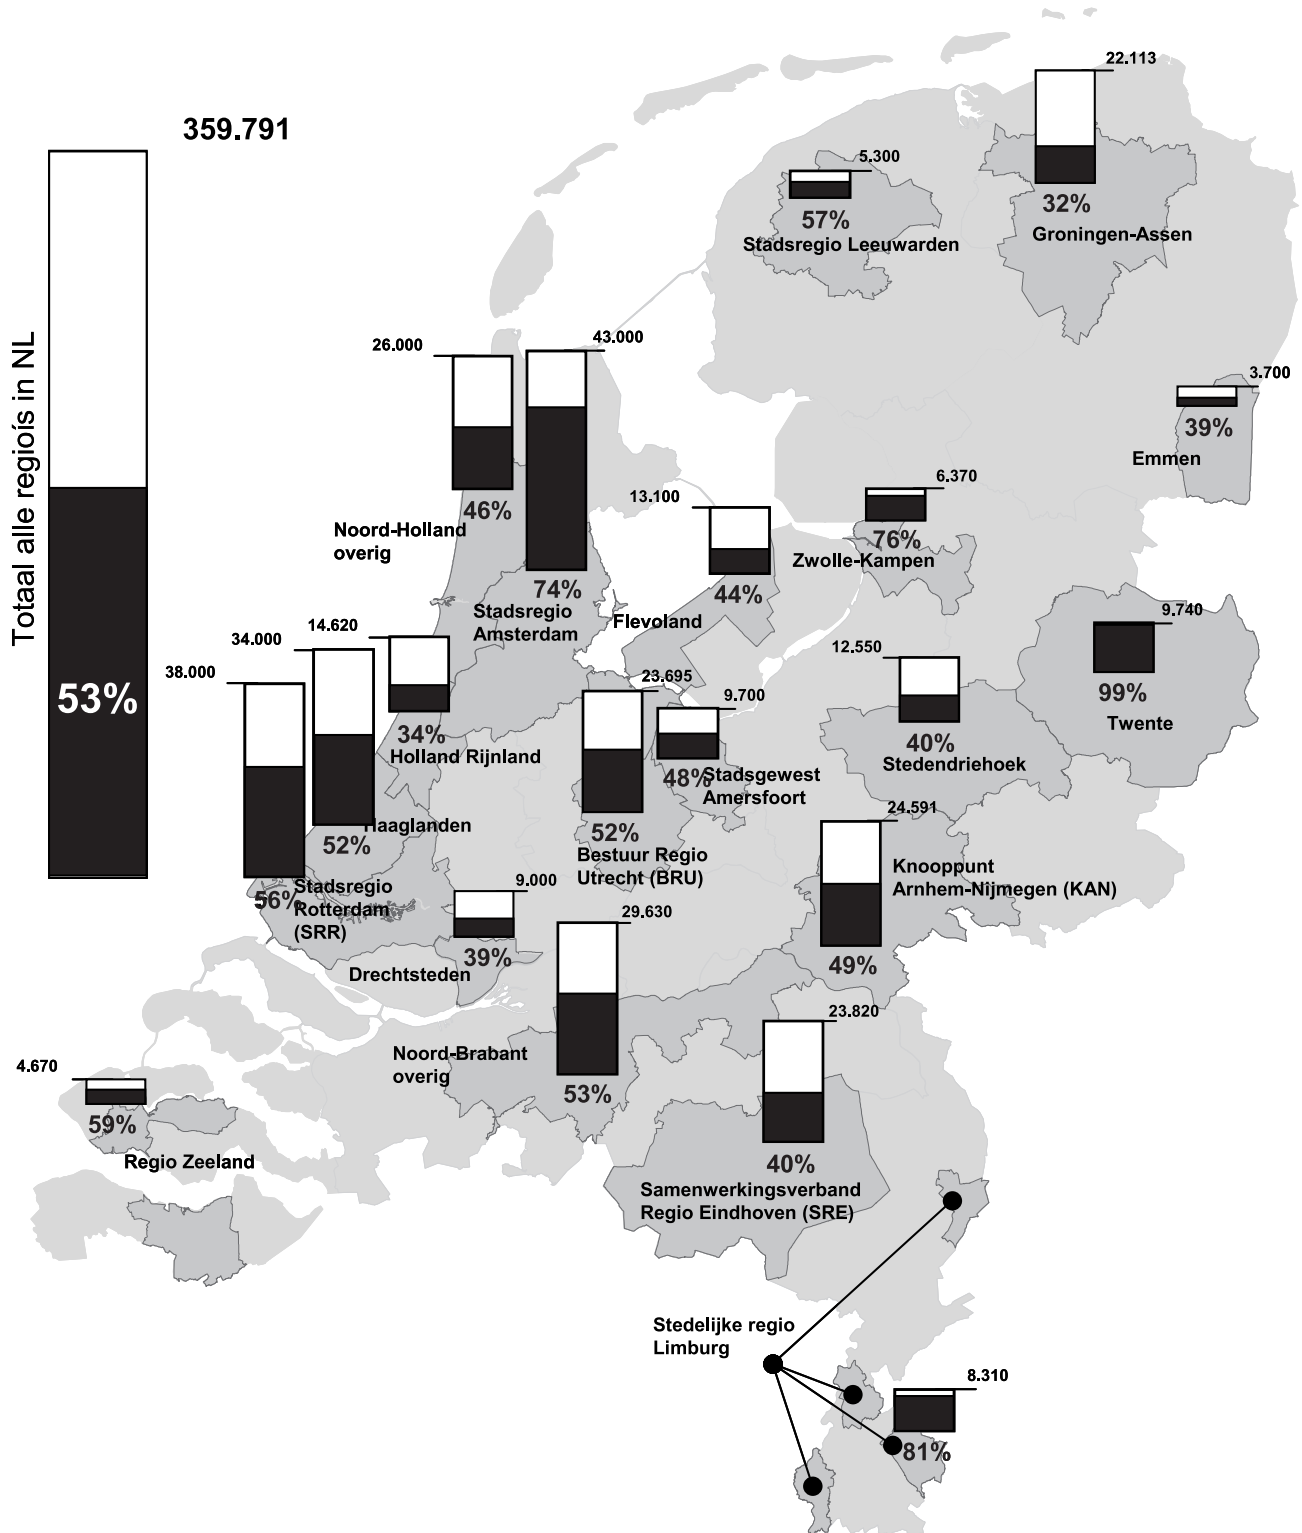 359.791
Totaal alle regioís in NL
53%
22.113
32%
Groningen-Assen
5.300
57%
Stadsregio Leeuwarden
26.000
46%
Noord-Holland
overig
43.000
74%
Stadsregio
Amsterdam
3.700
39%
Emmen
13.100
44%
Flevoland
6.370
76%
Zwolle-Kampen
9.740
99%
Twente
12.550
40%
Stedendriehoek
14.620
34%
Holland Rijnland
34.000
52%
Haaglanden
38.000
56%
Stadsregio
Rotterdam
(SRR)
23.695
52%
Bestuur Regio
Utrecht (BRU)
9.700
48%
Stadsgewest
Amersfoort
24.591
49%
Knooppunt
Arnhem-Nijmegen (KAN)
9.000
39%
Drechtsteden
29.630
53%
Noord-Brabant
overig
23.820
40%
Samenwerkingsverband
Regio Eindhoven (SRE)
4.670
59%
Regio Zeeland
Stedelijke regio
Limburg
8.310
81%